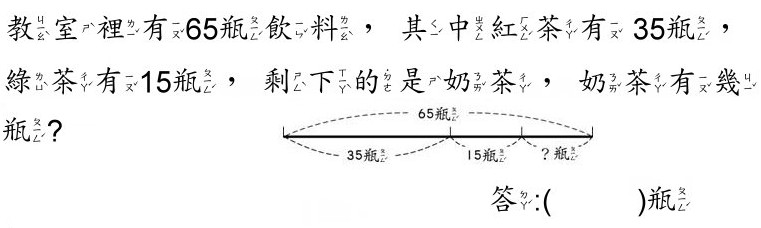 教室裡有65瓶飲料，其中紅茶有35瓶，
綠茶有15瓶，剩下的是奶茶，奶茶有幾
瓶？
65瓶
35瓶 15瓶 ？瓶
答:(　　　)瓶